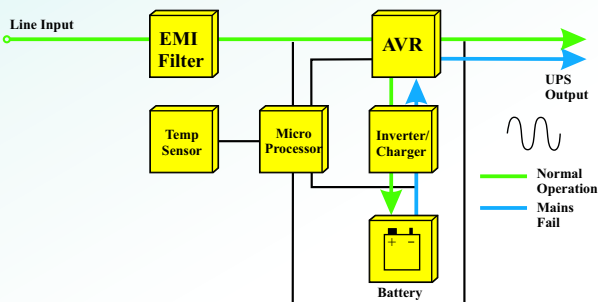 Line Input
EMI
Filter
AVR
UPS
Output
Temp
Sensor
Micro
Processor
Inverter/
Charger
Normal
Operation
Mains
Fail
+ −
Battery